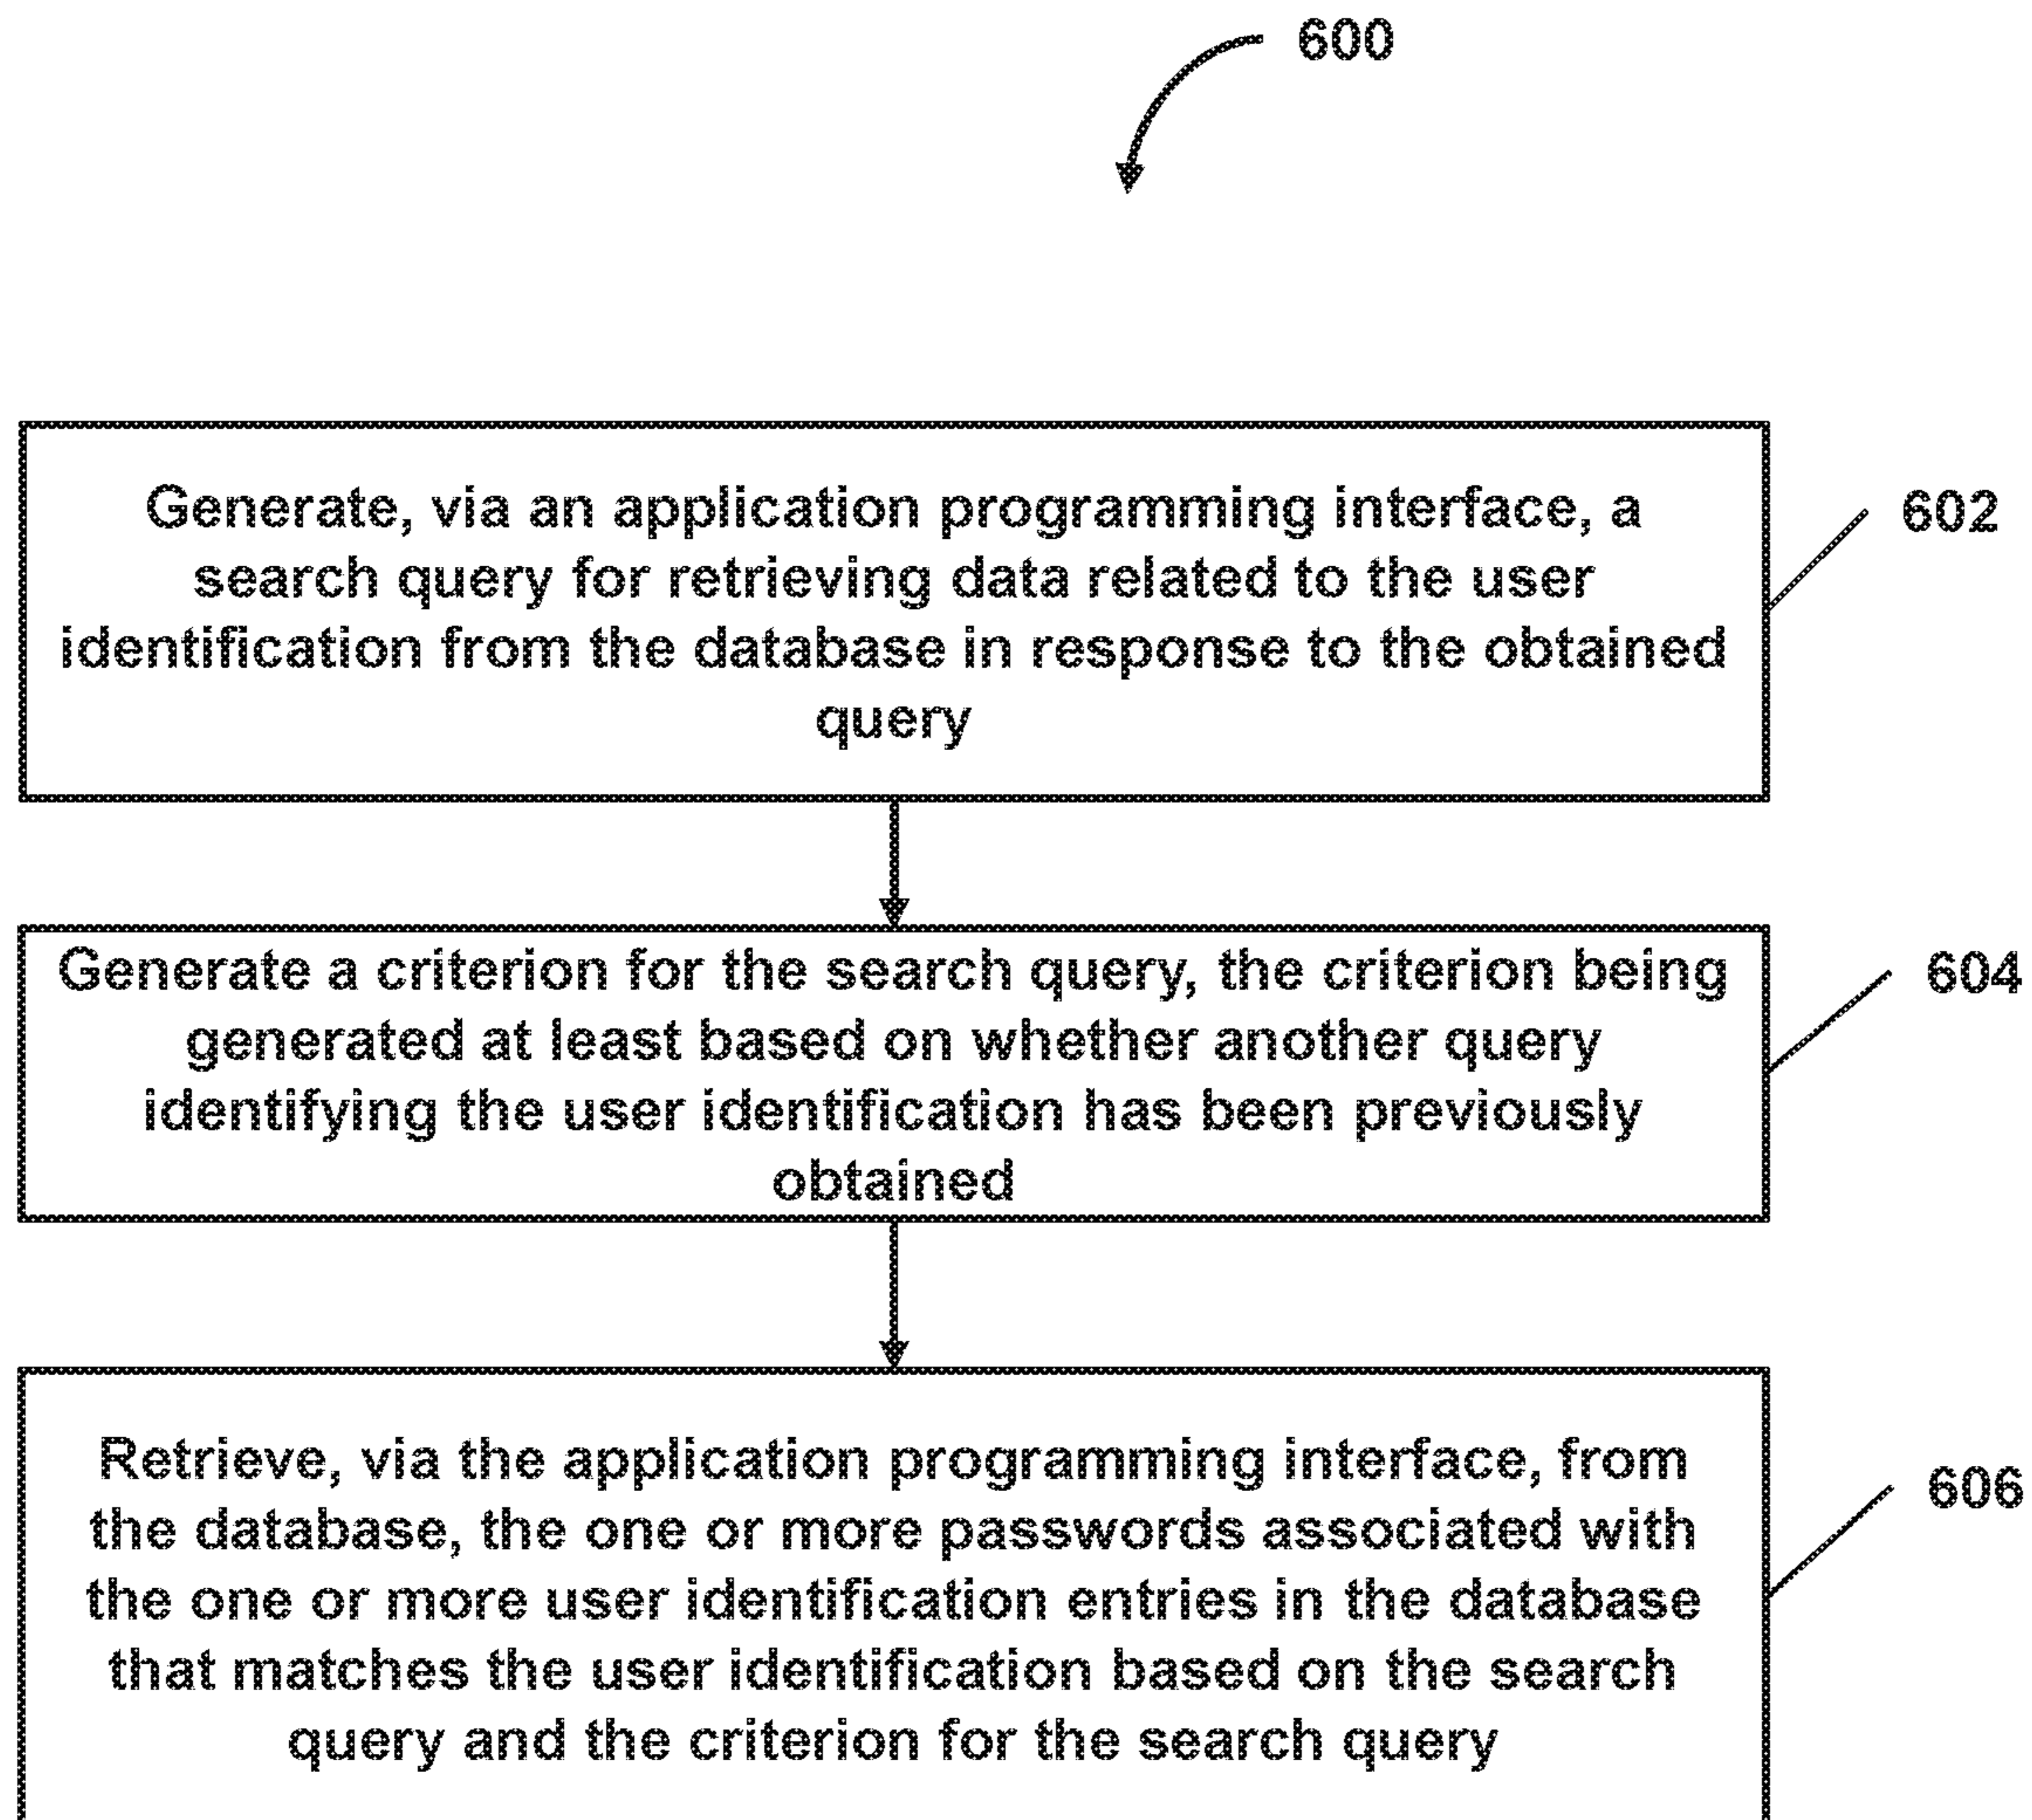 600
Generate, via an application programming interface, a
search query for retrieving data related to the user
identification from the database in response to the obtained
query
602
Generate a criterion for the search query, the criterion being
generated at least based on whether another query
identifying the user identification has been previously
obtained
604
Retrieve, via the application programming interface, from
the database, the one or more passwords associated with
the one or more user identification entries in the database
that matches the user identification based on the search
query and the criterion for the search query
606